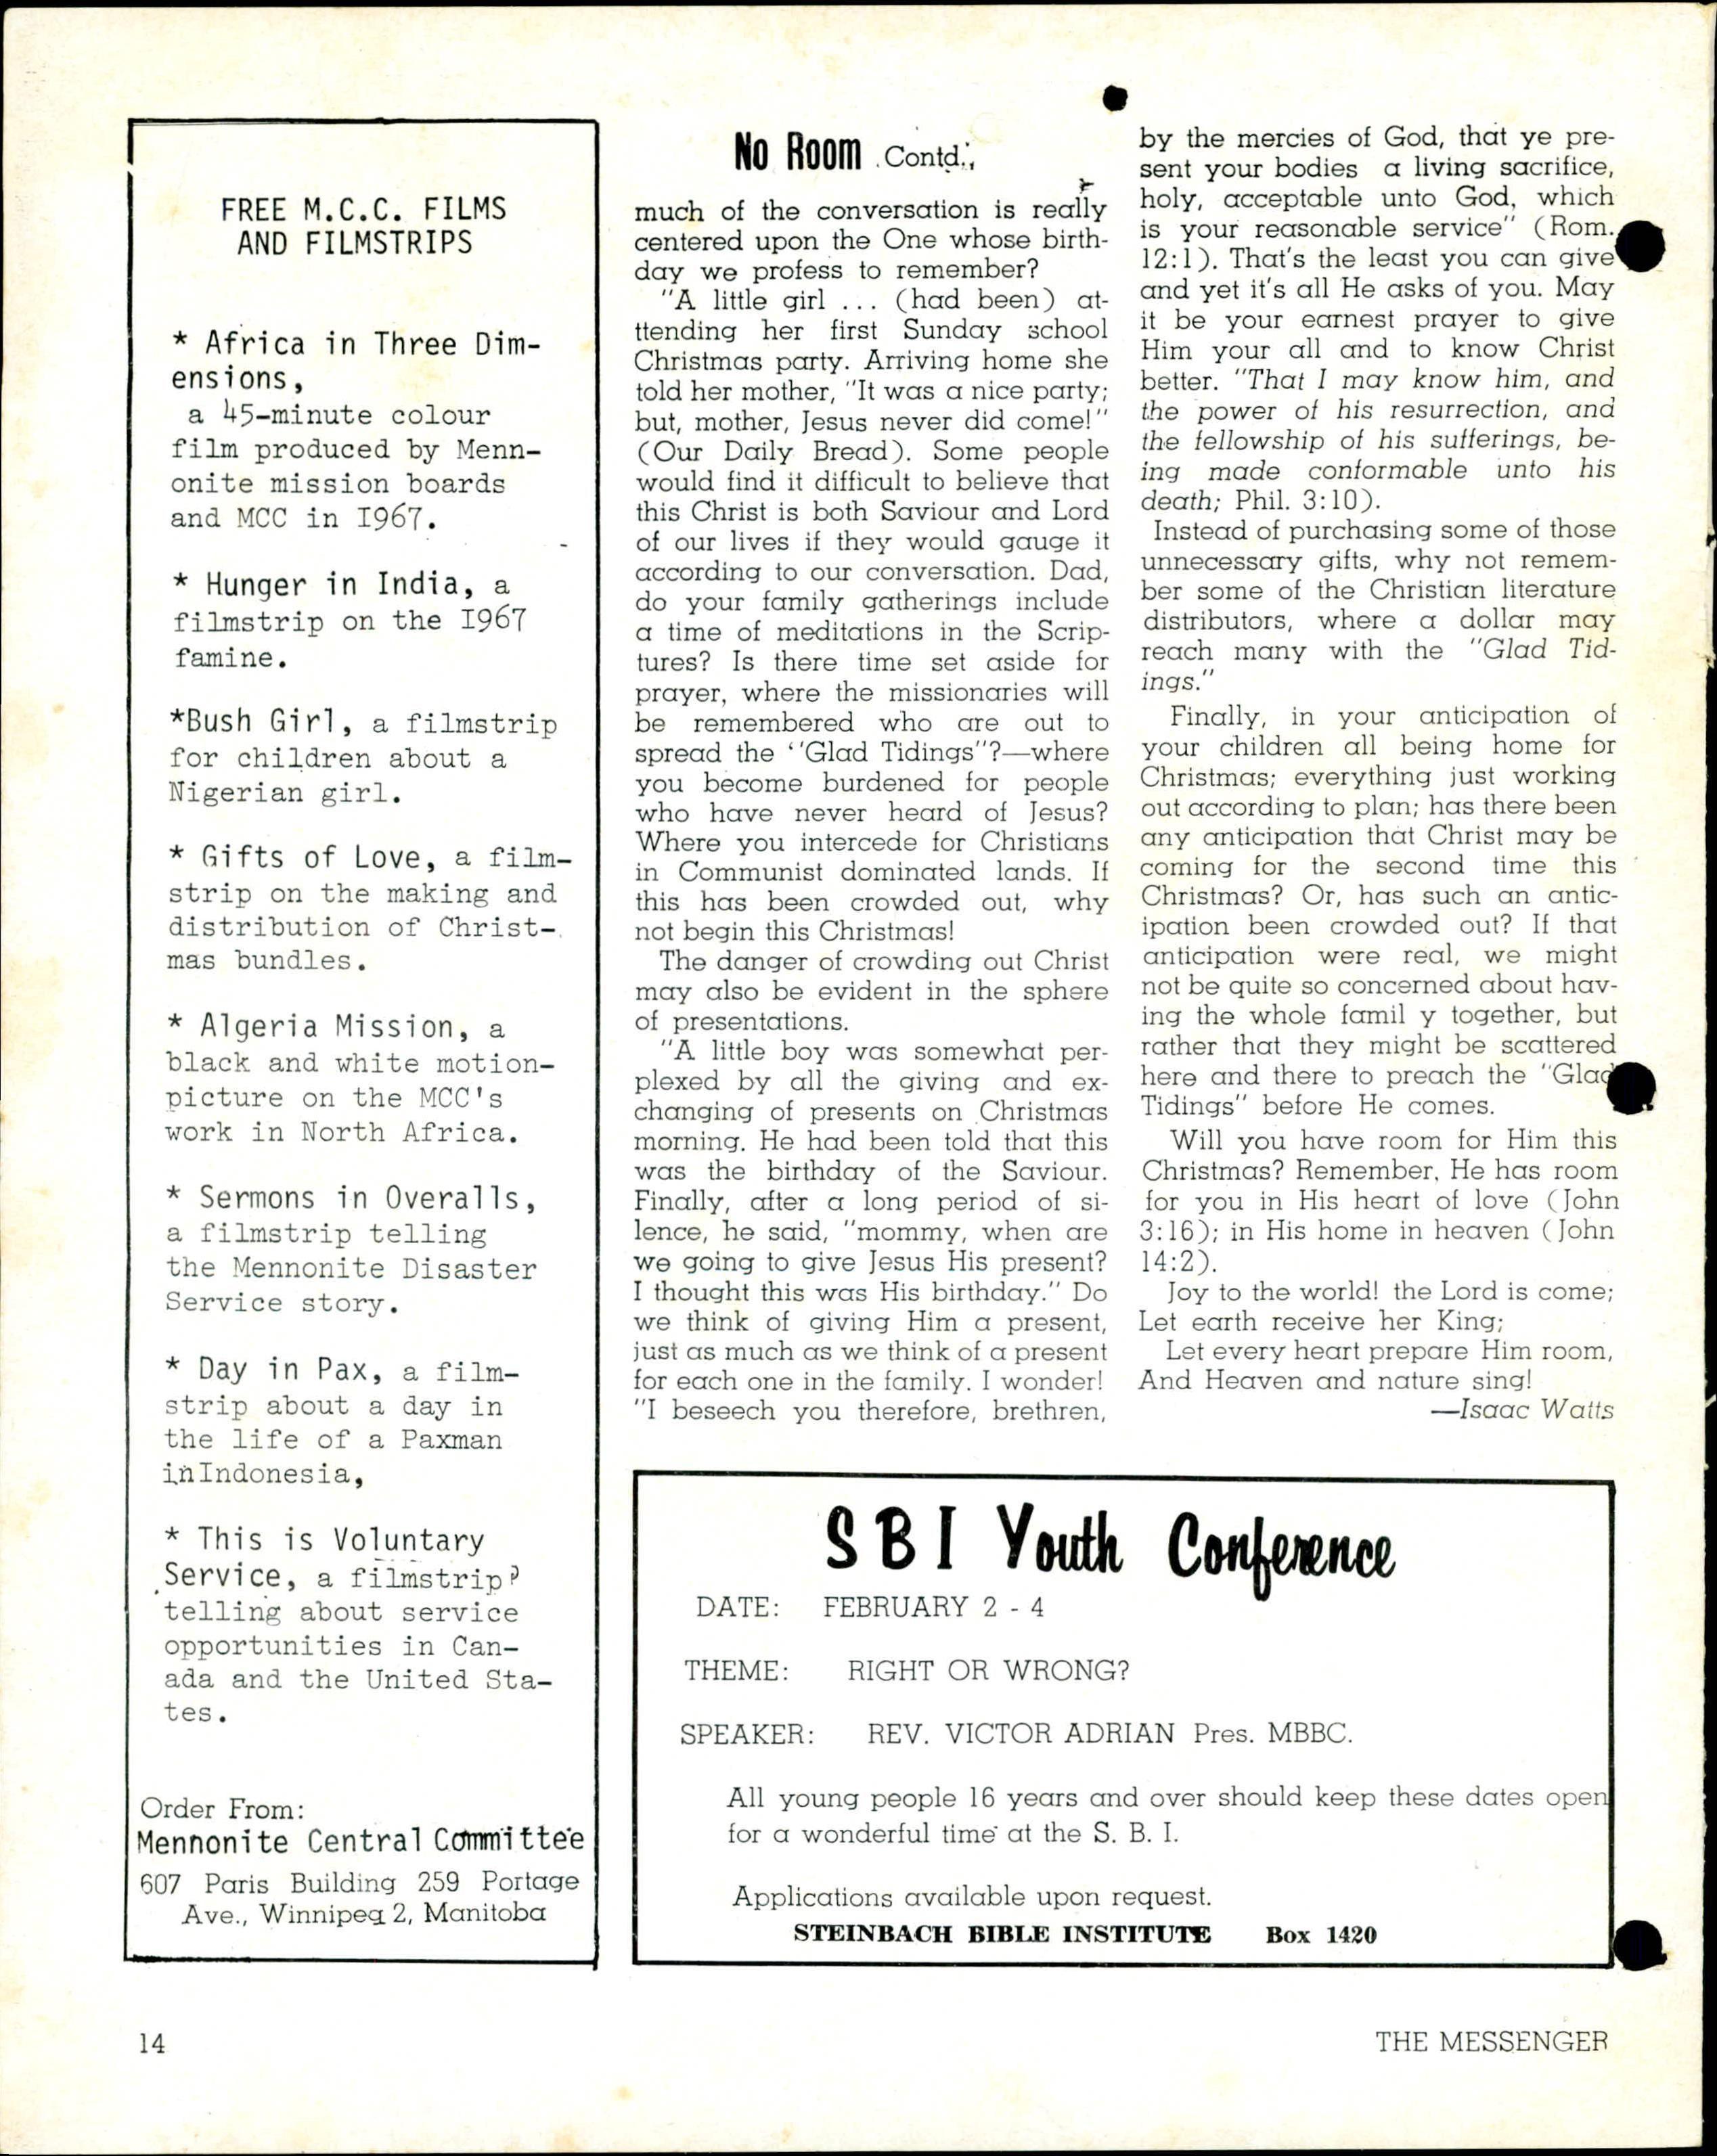 FREE M.C.C. FILMS
AND FILMSTRIPS
* Africa in Three Dim-
ensions,
a 45-minute colour
film produced by Menn-
onite mission boards
and MCC in I967.
* Hunger in India, a
filmstrip on the I967
famine.
*Bush Girl, a filmstrip
for children about a
Nigerian girl.
* Gifts of Love, a film-
strip on the making and
distribution of Christ-
mas bundles.
* Algeria Mission, a
black and white motion-
picture on the MCC's
work in North Africa.
* Sermons in Overalls,
a filmstrip telling
the Mennonite Disaster
Service story.
* Day in Pax, a film-
strip about a day in
the life of a Paxman
inIndonesia,
* This is Voluntary
Service, a filmstrip
telling about service
opportunities in Can-
ada and the United Sta-
tes.
Order From:
Mennonite Central Committee
607 Paris Building 259 Portage
Ave., Winnipeg 2, Manitoba
No Room Contd.,
much of the conversation is really
centered upon the One whose birth-
day we profess to remember?
"A little girl ... (had been) at-
ttending her first Sunday school
Christmas party. Arriving home she
told her mother, "It was a nice party;
but, mother, Jesus never did come!"
(Our Daily Bread). Some people
would find it difficult to believe that
this Christ is both Saviour and Lord
of our lives if they would gauge it
according to our conversation. Dad,
do your family gatherings include
a time of meditations in the Scrip-
tures? Is there time set aside for
prayer, where the missionaries will
be remembered who are out to
spread the ''Glad Tidings"?—where
you become burdened for people
who have never heard of Jesus?
Where you intercede for Christians
in Communist dominated lands. If
this has been crowded out, why
not begin this Christmas!
The danger of crowding out Christ
may also be evident in the sphere
of presentations.
"A little boy was somewhat per-
plexed by all the giving and ex-
changing of presents on Christmas
morning. He had been told that this
was the birthday of the Saviour.
Finally, after a long period of si-
lence, he said, "mommy, when are
we going to give Jesus His present?
I thought this was His birthday." Do
we think of giving Him a present,
just as much as we think of a present
for each one in the family. I wonder!
"I beseech you therefore, brethren,
by the mercies of God, that ye pre-
sent your bodies a living sacrifice,
holy, acceptable unto God, which
is your reasonable service" (Rom.
12:1). That's the least you can give
and yet it's all He asks of you. May
it be your earnest prayer to give
Him your all and to know Christ
better. "That I may know him, and
the power of his resurrection, and
the fellowship of his sufferings, be-
ing made conformable unto his
death; Phil. 3:10).
Instead of purchasing some of those
unnecessary gifts, why not remem-
ber some of the Christian literature
distributors, where a dollar may
reach many with the "Glad Tid-
ings."
Finally, in your anticipation of
your children all being home for
Christmas; everything just working
out according to plan; has there been
any anticipation that Christ may be
coming for the second time this
Christmas? Or, has such an antic-
ipation been crowded out? If that
anticipation were real, we might
not be quite so concerned about hav-
ing the whole famil y together, but
rather that they might be scattered
here and there to preach the "Glad
Tidings" before He comes.
Will you have room for Him this
Christmas? Remember, He has room
for you in His heart of love (John
3:16); in His home in heaven (John
14:2).
Joy to the world! the Lord is come;
Let earth receive her King;
Let every heart prepare Him room,
And Heaven and nature sing!
—Isaac Watts
SBI Youth Conference
DATE: FEBRUARY 2 - 4
THEME: RIGHT OR WRONG?
SPEAKER: REV. VICTOR ADRIAN Pres. MBBC.
All young people 16 years and over should keep these dates open
for a wonderful time at the S. B. I.
Applications available upon request.
STEINBACH BIBLE INSTITUTE Box 1420
14
THE MESSENGER